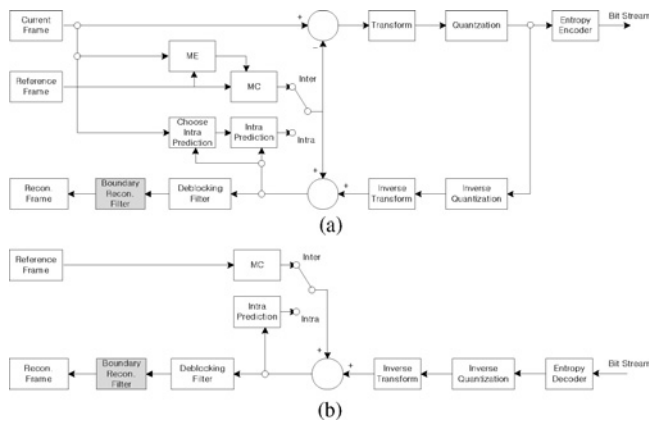 Current
Frame
+
Transform
Quantzation
Entropy
Encoder
Bit Stream
−
ME
Inter
Reference
Frame
MC
Choose
Intra
Prediction
Intra
Prediction
Intra
Recon.
Frame
Boundary
Recon.
Filter
Deblocking
Filter
+
+
Inverse
Transform
Inverse
Quantization
(a)
Reference
Frame
MC
Inter
Intra
Prediction
Intra
Recon.
Frame
Boundary
Recon.
Filter
Deblocking
Filter
+
+
Inverse
Transform
Inverse
Quantization
Entropy
Decoder
Bit Stream
(b)